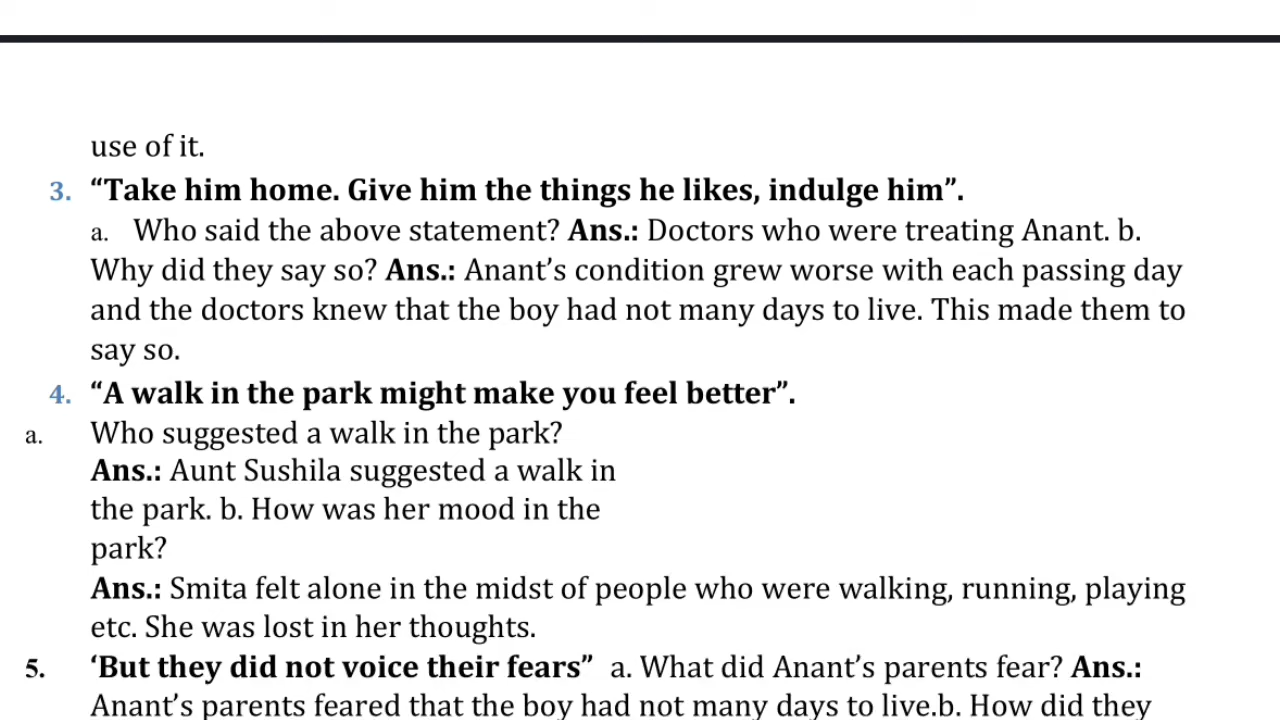 use of it.
3. “Take him home. Give him the things he likes, indulge him”.
a. Who said the above statement? Ans.: Doctors who were treating Anant. b.
Why did they say so? Ans.: Anant’s condition grew worse with each passing day
and the doctors knew that the boy had not many days to live. This made them to
say so.
4. “A walk in the park might make you feel better”.
a. Who suggested a walk in the park?
Ans.: Aunt Sushila suggested a walk in
the park. b. How was her mood in the
park?
Ans.: Smita felt alone in the midst of people who were walking, running, playing
etc. She was lost in her thoughts.
5. ‘But they did not voice their fears” a. What did Anant’s parents fear? Ans.:
Anant’s parents feared that the boy had not many days to live.b. How did they